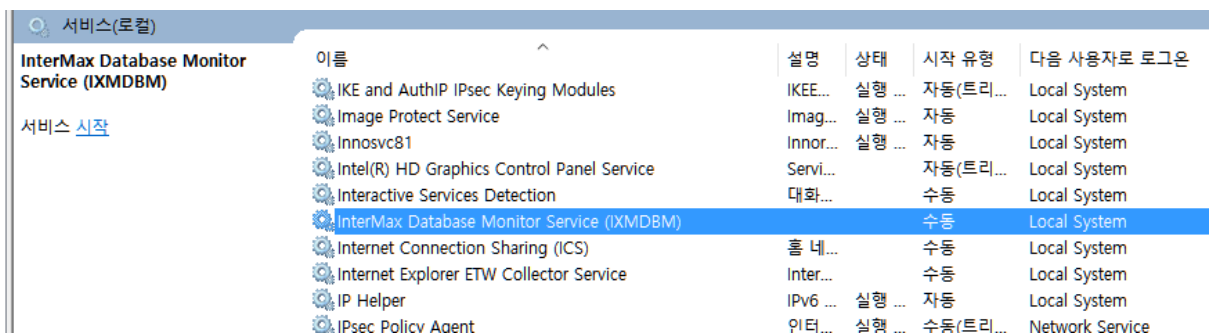 서비스(로컬)
InterMax Database Monitor
Service (IXMDBM)
서비스 시작
이름 설명 상태 시작 유형 다음 사용자로 로그온
IKE and AuthIP IPsec Keying Modules IKEE... 실행 ... 자동(트리... Local System
Image Protect Service Imag... 실행 ... 자동 Local System
Innosvc81 Innor... 실행 ... 자동 Local System
Intel(R) HD Graphics Control Panel Service Servi... 자동(트리... Local System
Interactive Services Detection 대화... 수동 Local System
InterMax Database Monitor Service (IXMDBM) 수동 Local System
Internet Connection Sharing (ICS) 홈 네... 수동 Local System
Internet Explorer ETW Collector Service Inter... 수동 Local System
IP Helper IPv6 ... 실행 ... 자동 Local System
IPsec Policy Agent 인터... 실행 ... 수동(트리... Network Service